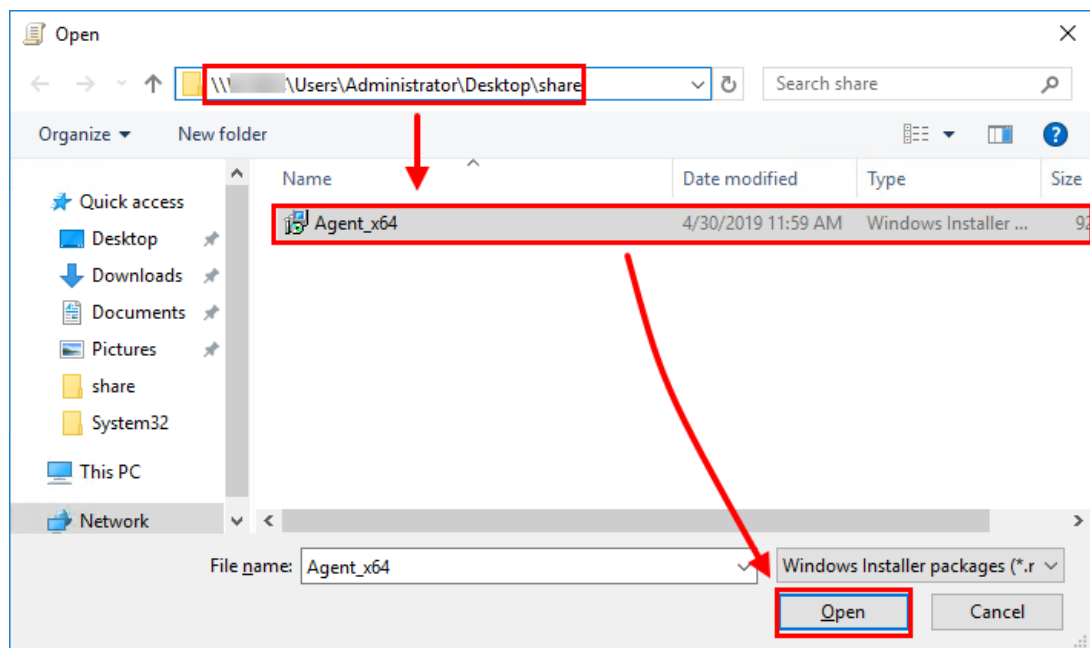 Open
\\ \Users\Administrator\Desktop\share
Search share
Organize New folder
Name Date modified Type Size
Quick access
Agent_x64 4/30/2019 11:59 AM Windows Installer ... 92
Desktop
Downloads
Documents
Pictures
share
System32
This PC
Network
File name: Agent_x64 Windows Installer packages (*.r
Open Cancel